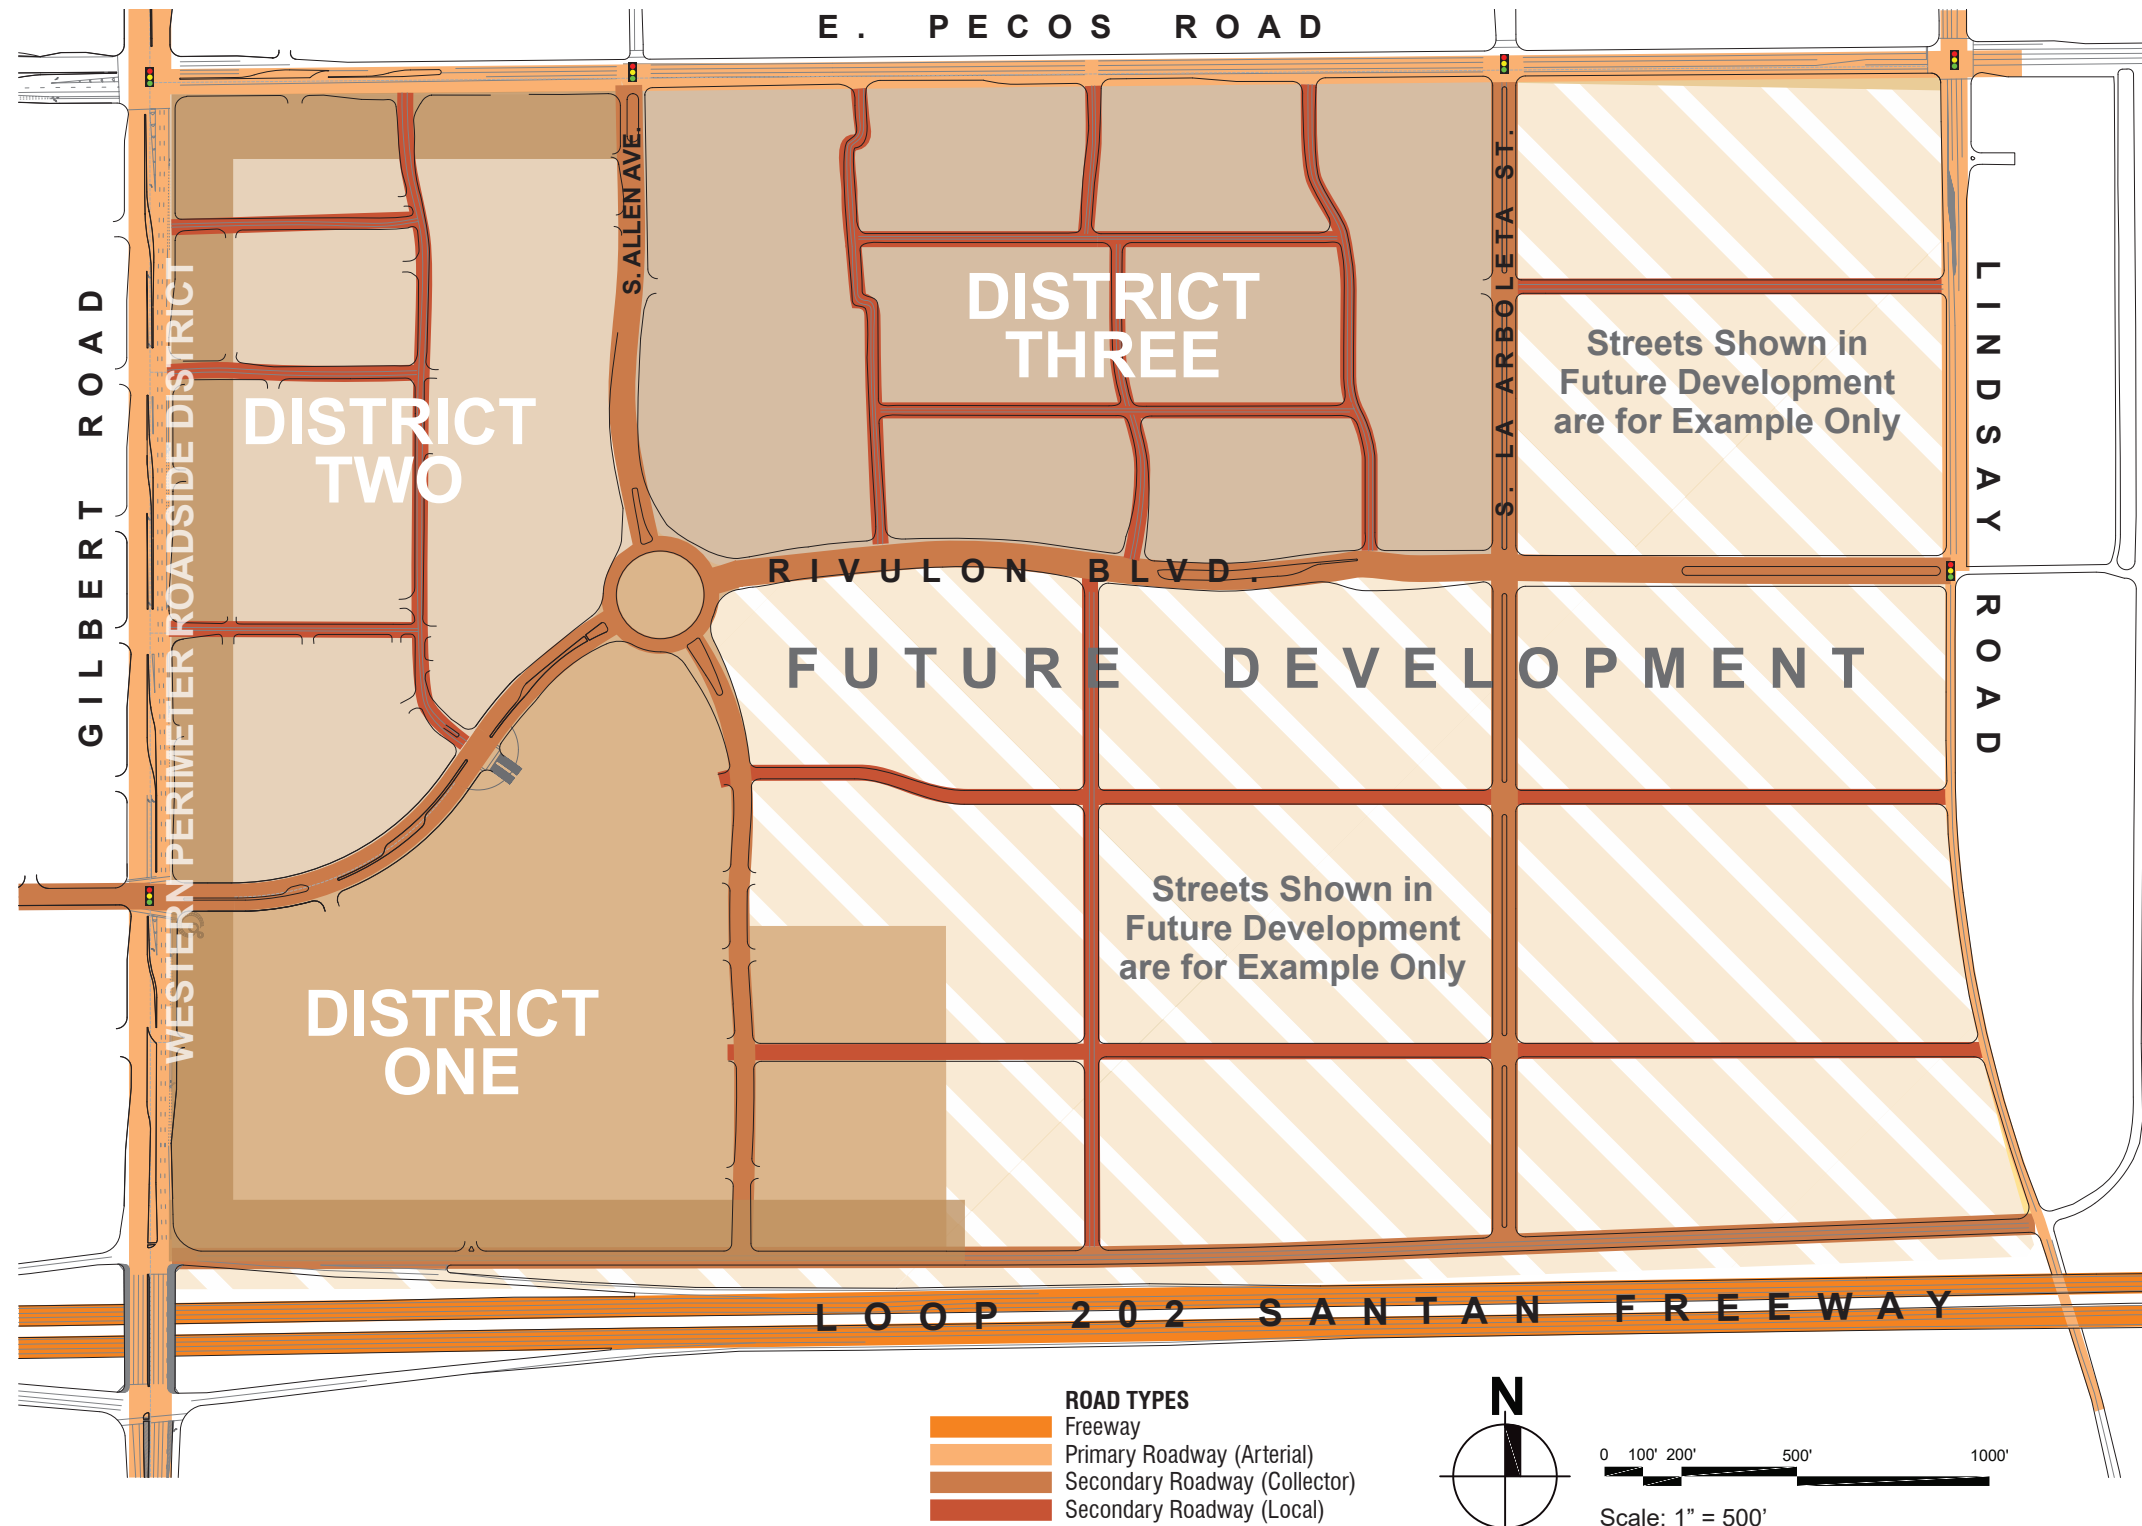 E. PECOS ROAD
S. ALLEN AVE.
S. LA ARBOLETA ST.
GILBERT ROAD
WESTERN PERIMETER ROADSIDE DISTRICT
LINDSAY ROAD
DISTRICT
THREE
Streets Shown in
Future Development
are for Example Only
DISTRICT
TWO
RIVULON BLVD.
FUTURE DEVELOPMENT
Streets Shown in
Future Development
are for Example Only
DISTRICT
ONE
LOOP 202 SANTAN FREEWAY
ROAD TYPES
Freeway
Primary Roadway (Arterial)
Secondary Roadway (Collector)
Secondary Roadway (Local)
N
0 100' 200' 500' 1000'
Scale: 1” = 500’